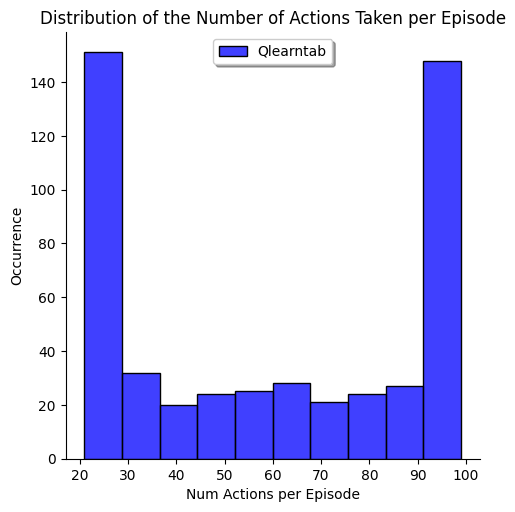 Distribution of the Number of Actions Taken per Episode
Qlearntab
Occurrence
140
120
100
80
60
40
20
0
20 30 40 50 60 70 80 90 100
Num Actions per Episode